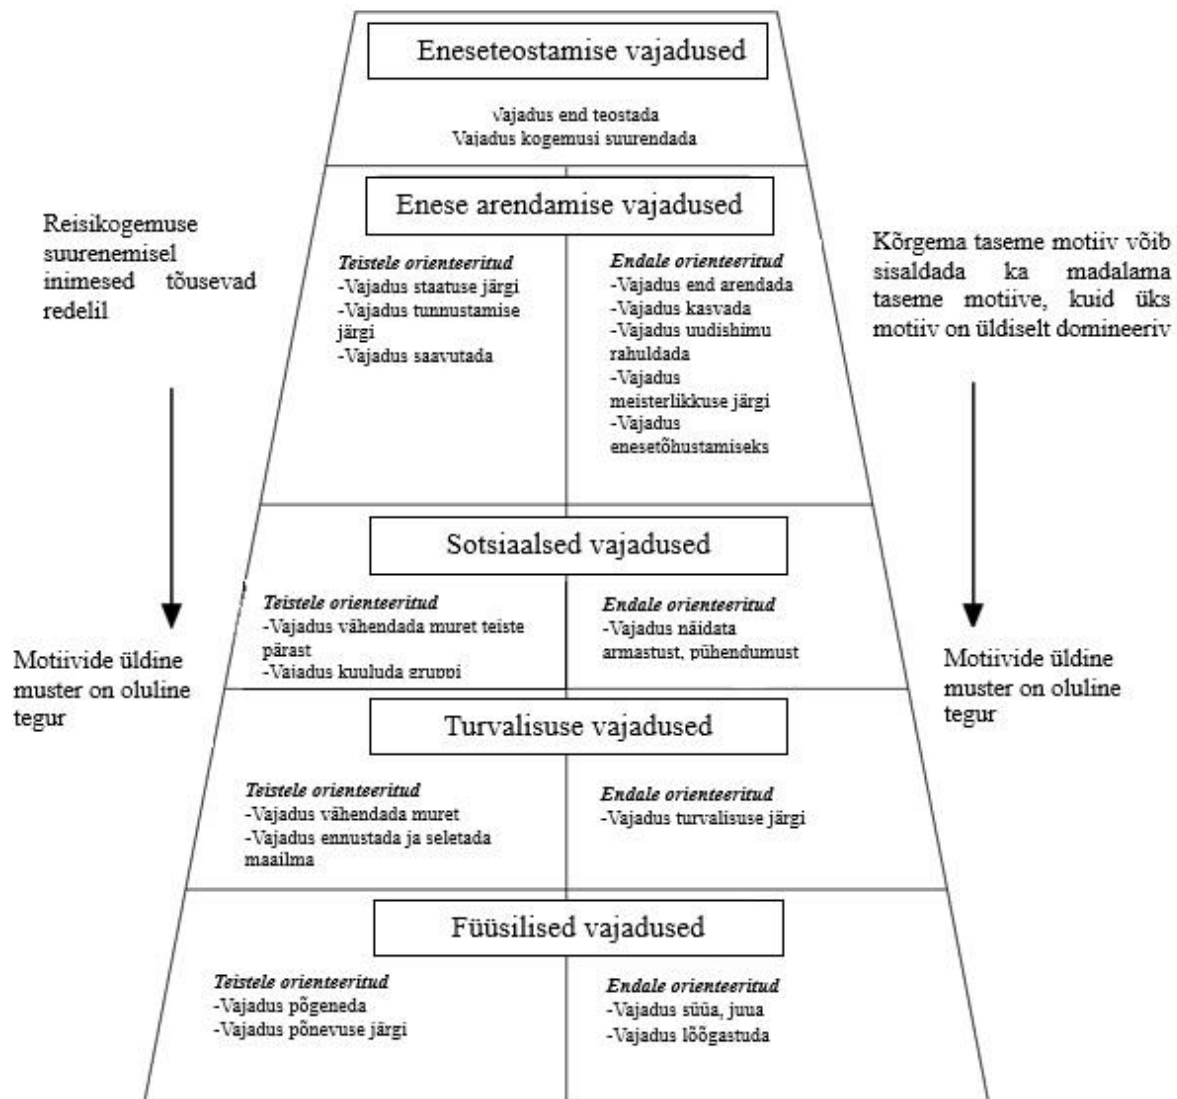 Eneseteostamise vajadused
Vajadus end teostada
Vajadus kogemusi suurendada
Enese arendamise vajadused
Teistele orienteeritud
-Vajadus staatuse järgi
-Vajadus tunnustamise
järgi
-Vajadus saavutada
Endale orienteeritud
-Vajadus end arendada
-Vajadus kasvada
-Vajadus uudishimu
rahuldada
-Vajadus
meisterlikkuse järgi
-Vajadus
enesetõhustamiseks
Reisikogemuse
suurenemisel
inimesed tõusevad
redelil
Kõrgema taseme motiiv võib
sisaldada ka madalama
taseme motiive, kuid üks
motiiv on üldiselt domineeriv
Sotsiaalsed vajadused
Teistele orienteeritud
-Vajadus vähendada muret teiste
pärast
-Vajadus kuuluda gruppi
Endale orienteeritud
-Vajadus näidata
armastust, pühendumust
Motiivide üldine
muster on oluline
tegur
Motiivide üldine
muster on oluline
tegur
Turvalisuse vajadused
Teistele orienteeritud
-Vajadus vähendada muret
-Vajadus ennustada ja seletada
maailma
Endale orienteeritud
-Vajadus turvalisuse järgi
Füüsilised vajadused
Teistele orienteeritud
-Vajadus põgeneda
-Vajadus põnevuse järgi
Endale orienteeritud
-Vajadus süüa, juua
-Vajadus lõõgastuda